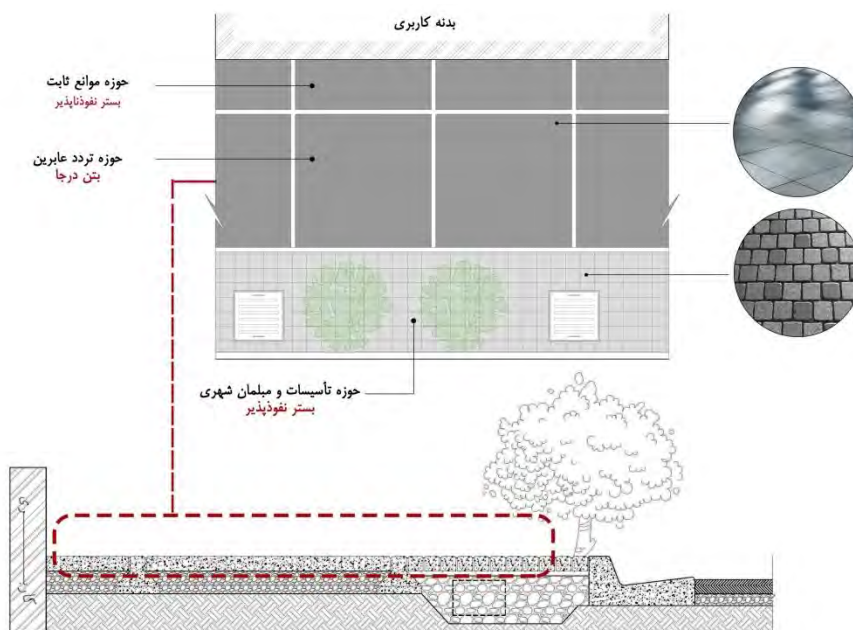 بدنه کاربری
حوزه موانع ثابت
بستر نفوذناپذیر
حوزه تردد عابرین
بتن درجا
حوزه تأسیسات و مبلمان شهری
بستر نفوذپذیر